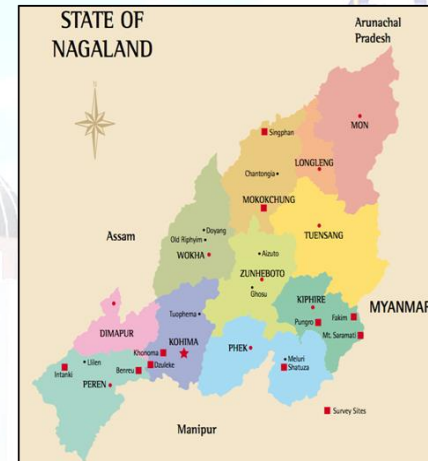 STATE OF
NAGALAND
Arunachal
Pradesh
MON
Singphan
LONGLENG
Chantongia
MOKOKCHUNG
TUENSANG
Assam
Doyang
Old Riphyim
WOKHA
Aizuto
ZUNHEBOTO
Ghosu
KIPHIRE
MYANMAR
Fakim
Pungro
Mt. Saramati
Tuophema
DIMAPUR
KOHIMA
Khonoma
PHEK
Meluri
Shatuza
Lilen
Intanki
Benreu
Dzuleke
PEREN
Survey Sites
Manipur